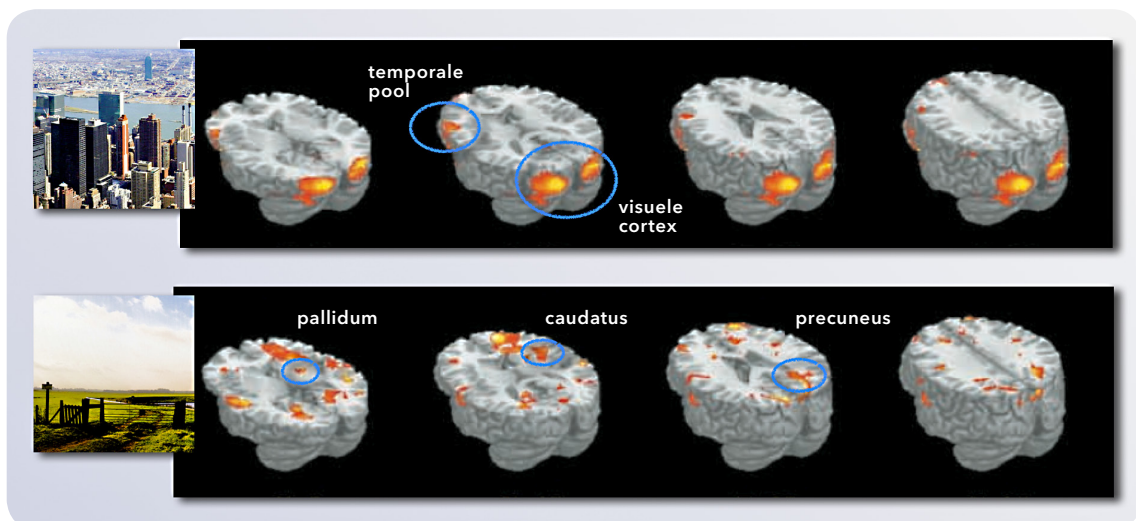 temporale
pool
visuele
cortex
pallidum
caudatus
precuneus